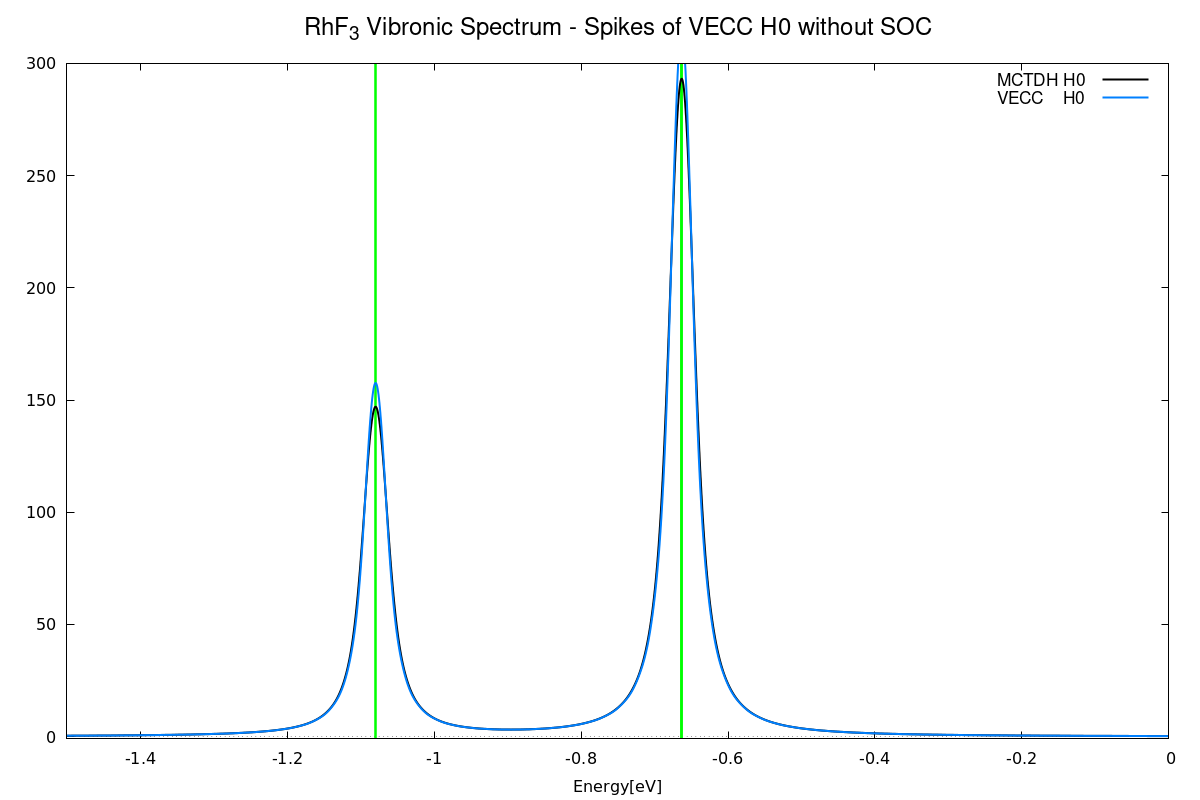 RhF3 Vibronic Spectrum - Spikes of VECC H0 without SOC
300
250
200
150
100
50
0
MCTDH H0
VECC H0
-1.4 -1.2 -1 -0.8 -0.6 -0.4 -0.2 0
Energy[eV]